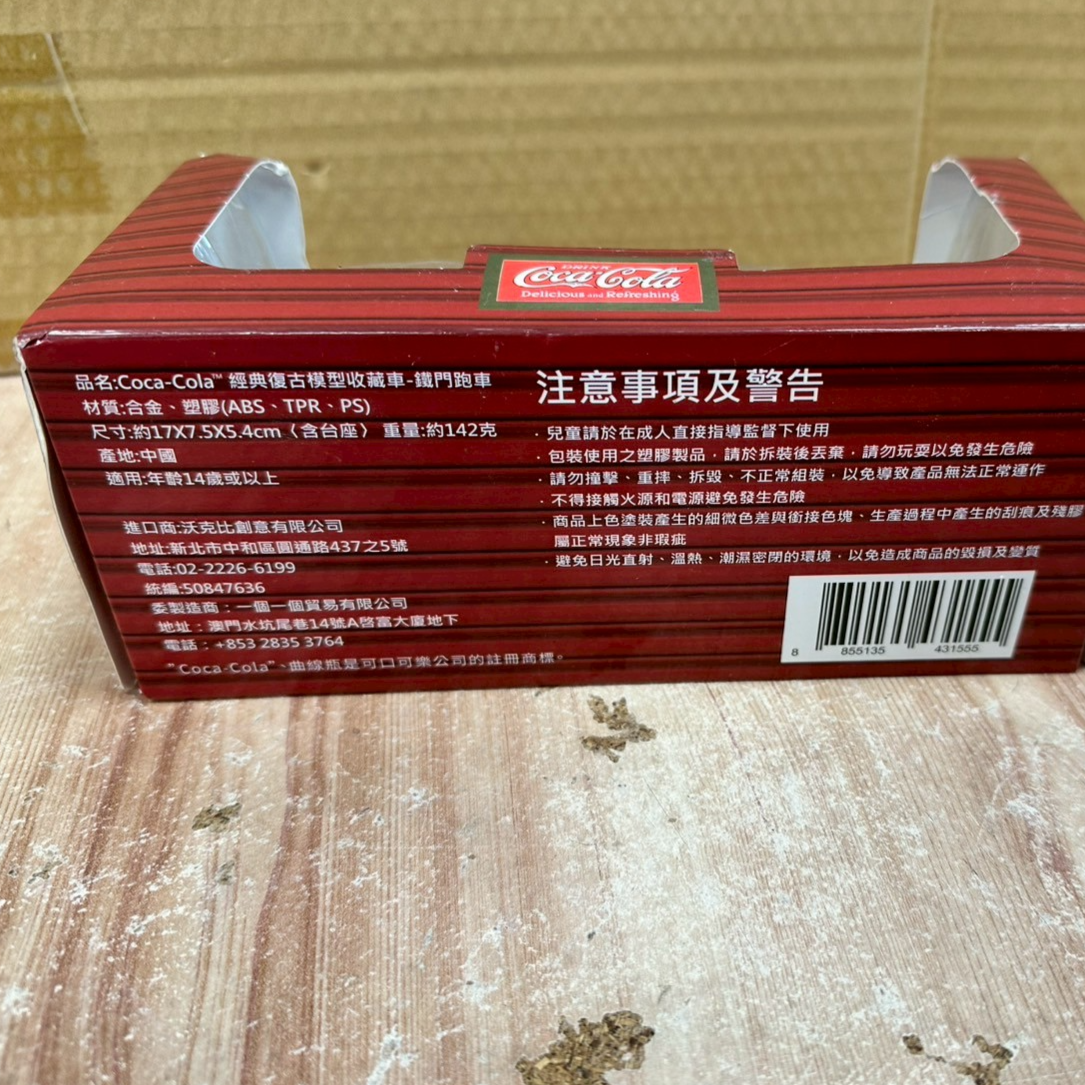 DRINK
Coca-Cola
Delicious and Refreshing
品名:Coca-Cola™ 經典復古模型收藏車-鐵門跑車
材質:合金、塑膠(ABS、TPR、PS)
尺寸:約17X7.5X5.4cm（含台座） 重量:約142克
產地:中國
適用:年齡14歲或以上
進口商:沃克比創意有限公司
地址:新北市中和區圓通路437之5號
電話:02-2226-6199
統編:50847636
委製造商：一個一個貿易有限公司
地址：澳門水坑尾巷14號A啓富大廈地下
電話：+853 2835 3764
"Coca-Cola"、曲線瓶是可口可樂公司的註冊商標。
注意事項及警告
·兒童請於在成人直接指導監督下使用
·包裝使用之塑膠製品，請於拆裝後丟棄，請勿玩耍以免發生危險
·請勿撞擊、重摔、拆毀、不正常組裝，以免導致產品無法正常運作
·不得接觸火源和電源避免發生危險
·商品上色塗裝產生的細微色差與銜接色塊、生產過程中產生的刮痕及殘膠
屬正常現象非瑕疵
·避免日光直射、溫熱、潮濕密閉的環境，以免造成商品的毀損及變質
8 855135 431555